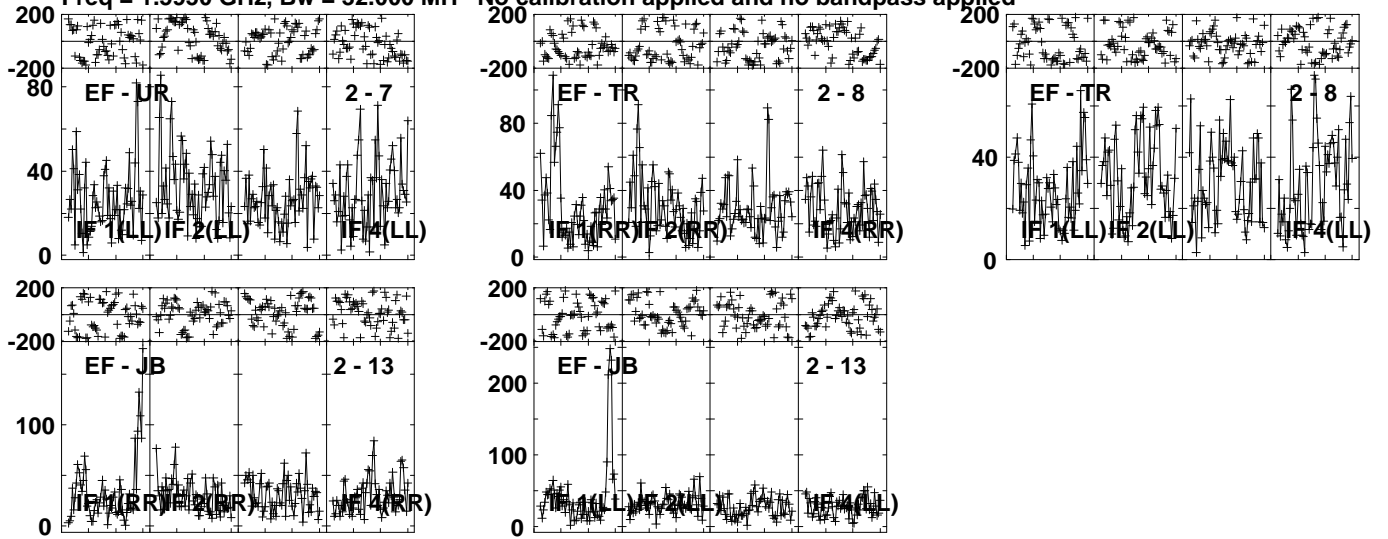 Freq = 1.5950 GHz, Bw = 32.000 MH No calibration applied and no bandpass applied
200
-200
80
40
0
EF - UR
2 - 7
IF 1(LL)
IF 2(LL)
IF 4(LL)
200
-200
80
40
0
EF - TR
2 - 8
IF 1(RR)
IF 2(RR)
IF 4(RR)
200
-200
40
0
EF - TR
2 - 8
IF 1(LL)
IF 2(LL)
IF 4(LL)
200
-200
100
0
EF - JB
2 - 13
IF 1(RR)
IF 2(RR)
IF 4(RR)
200
-200
200
100
0
EF - JB
2 - 13
IF 1(LL)
IF 2(LL)
IF 4(LL)